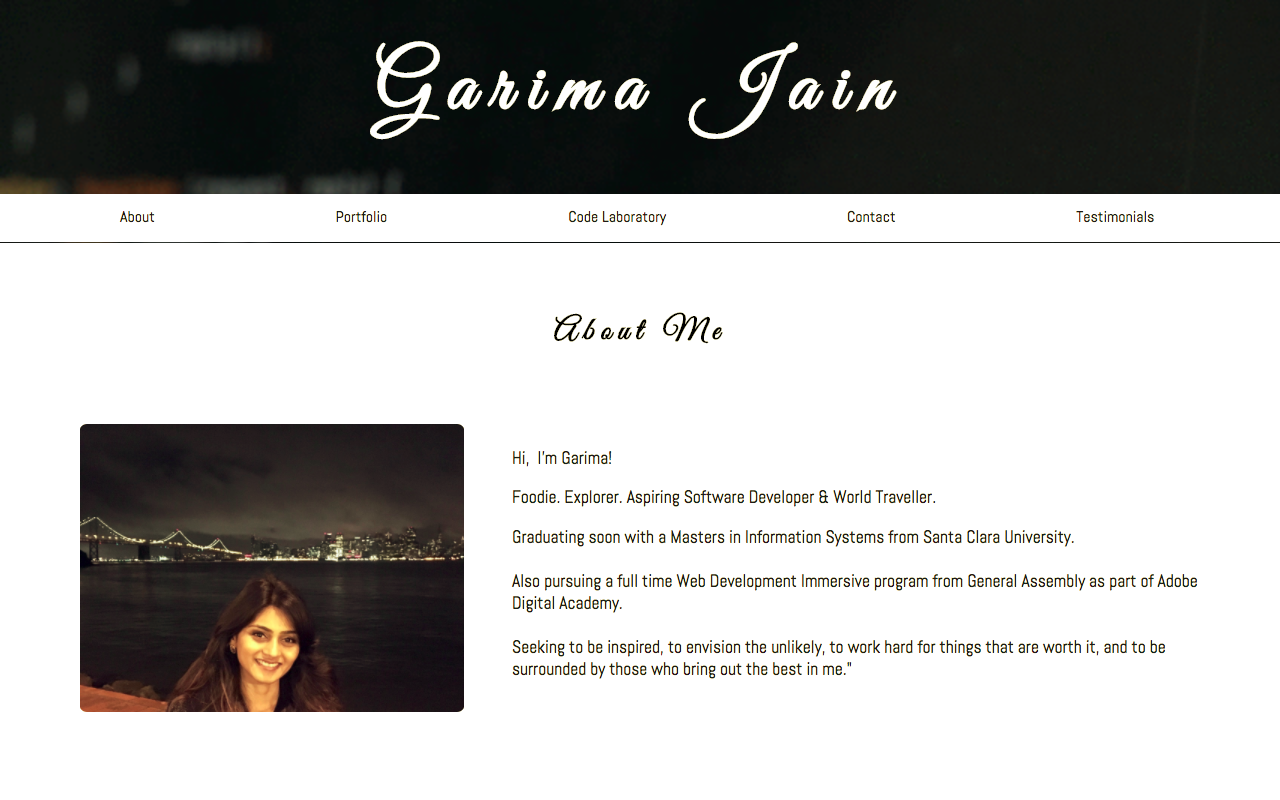 Garima Jain
About
Portfolio
Code Laboratory
Contact
Testimonials
About Me
Hi,  I'm Garima!
Foodie. Explorer. Aspiring Software Developer & World Traveller.
Graduating soon with a Masters in Information Systems from Santa Clara University.
Also pursuing a full time Web Development Immersive program from General Assembly as part of Adobe
Digital Academy.
Seeking to be inspired, to envision the unlikely, to work hard for things that are worth it, and to be
surrounded by those who bring out the best in me."